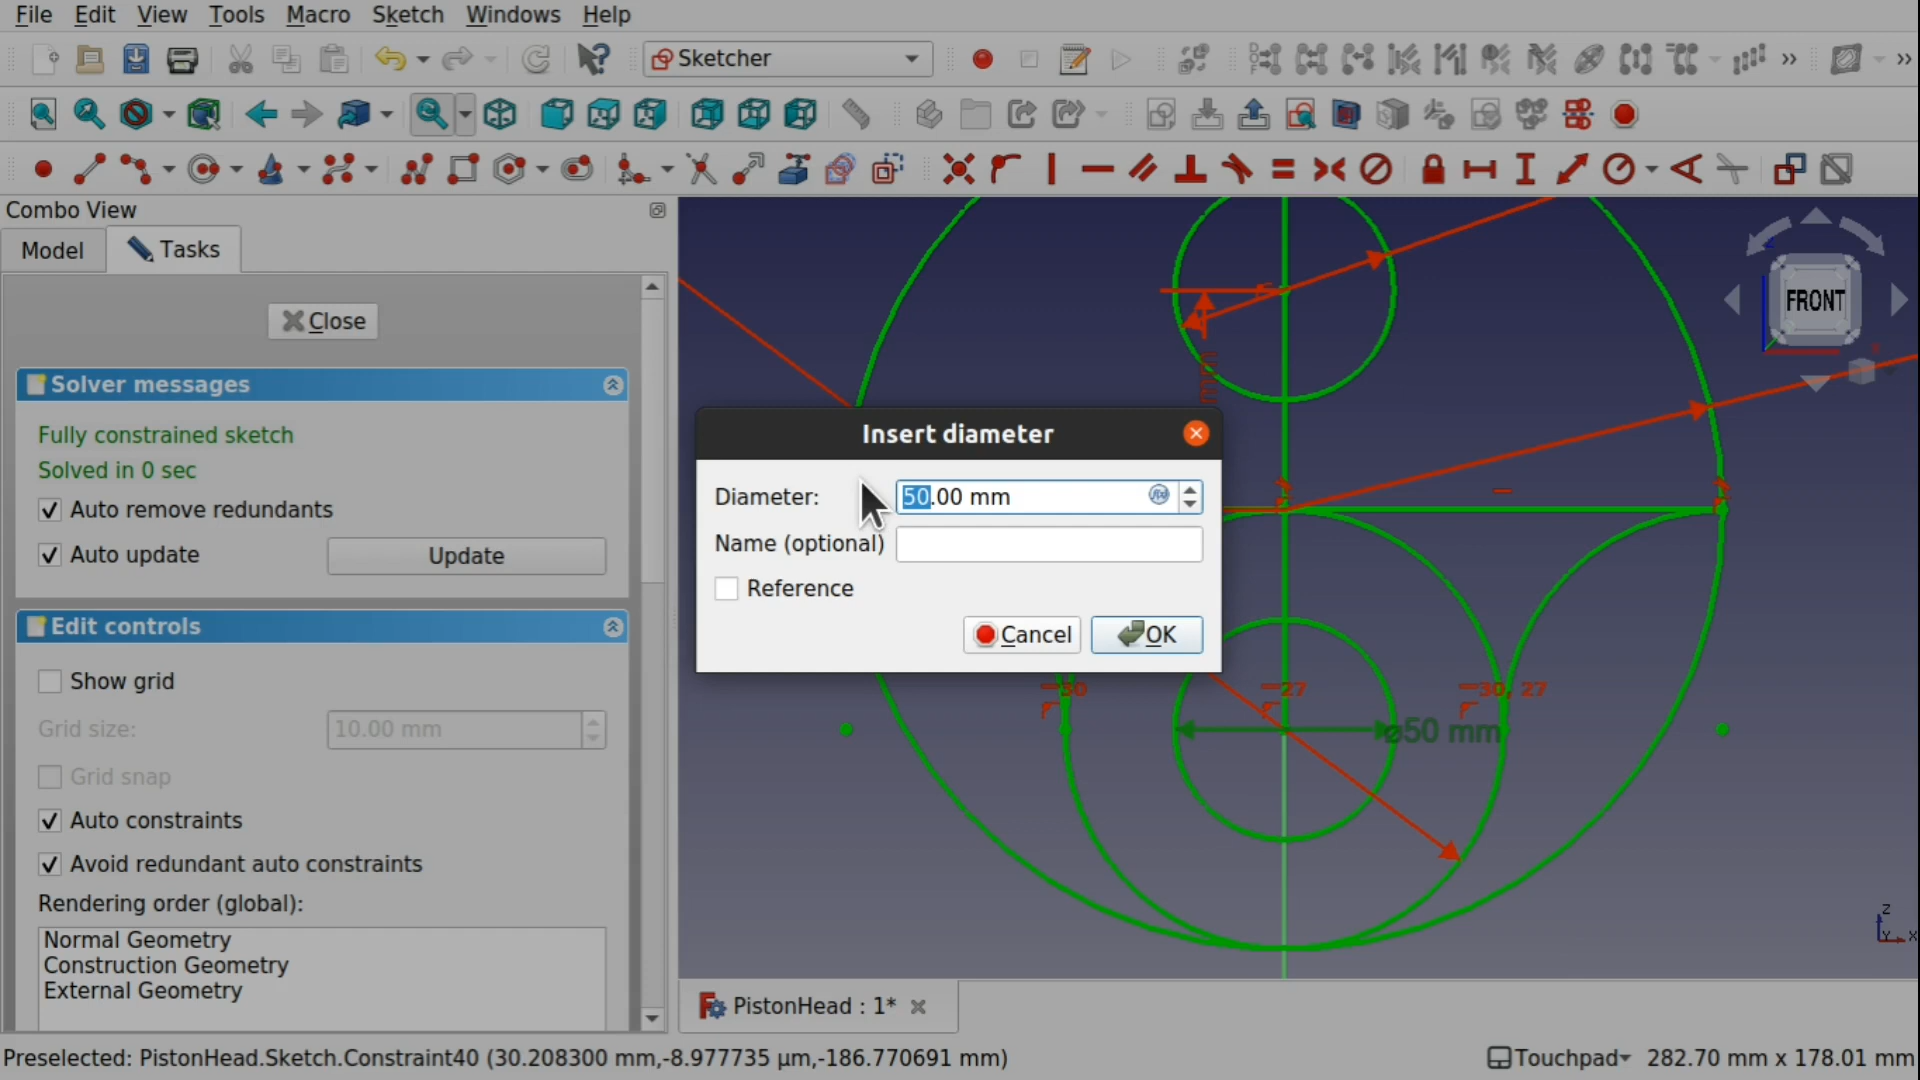 File Edit View Tools Macro Sketch Windows Help
Sketcher
Combo View
Model Tasks
Close
Solver messages
Fully constrained sketch
Solved in 0 sec
Auto remove redundants
Auto update Update
Edit controls
Show grid
Grid size: 10.00 mm
Grid snap
Auto constraints
Avoid redundant auto constraints
Rendering order (global):
Normal Geometry
Construction Geometry
External Geometry
FRONT
Insert diameter
Diameter: 50.00 mm
Name (optional)
Reference
Cancel OK
27
30, 27
⌀50 mm
Z
Y X
PistonHead : 1*
Preselected: PistonHead.Sketch.Constraint40 (30.208300 mm,-8.977735 µm,-186.770691 mm)
Touchpad 282.70 mm x 178.01 mm